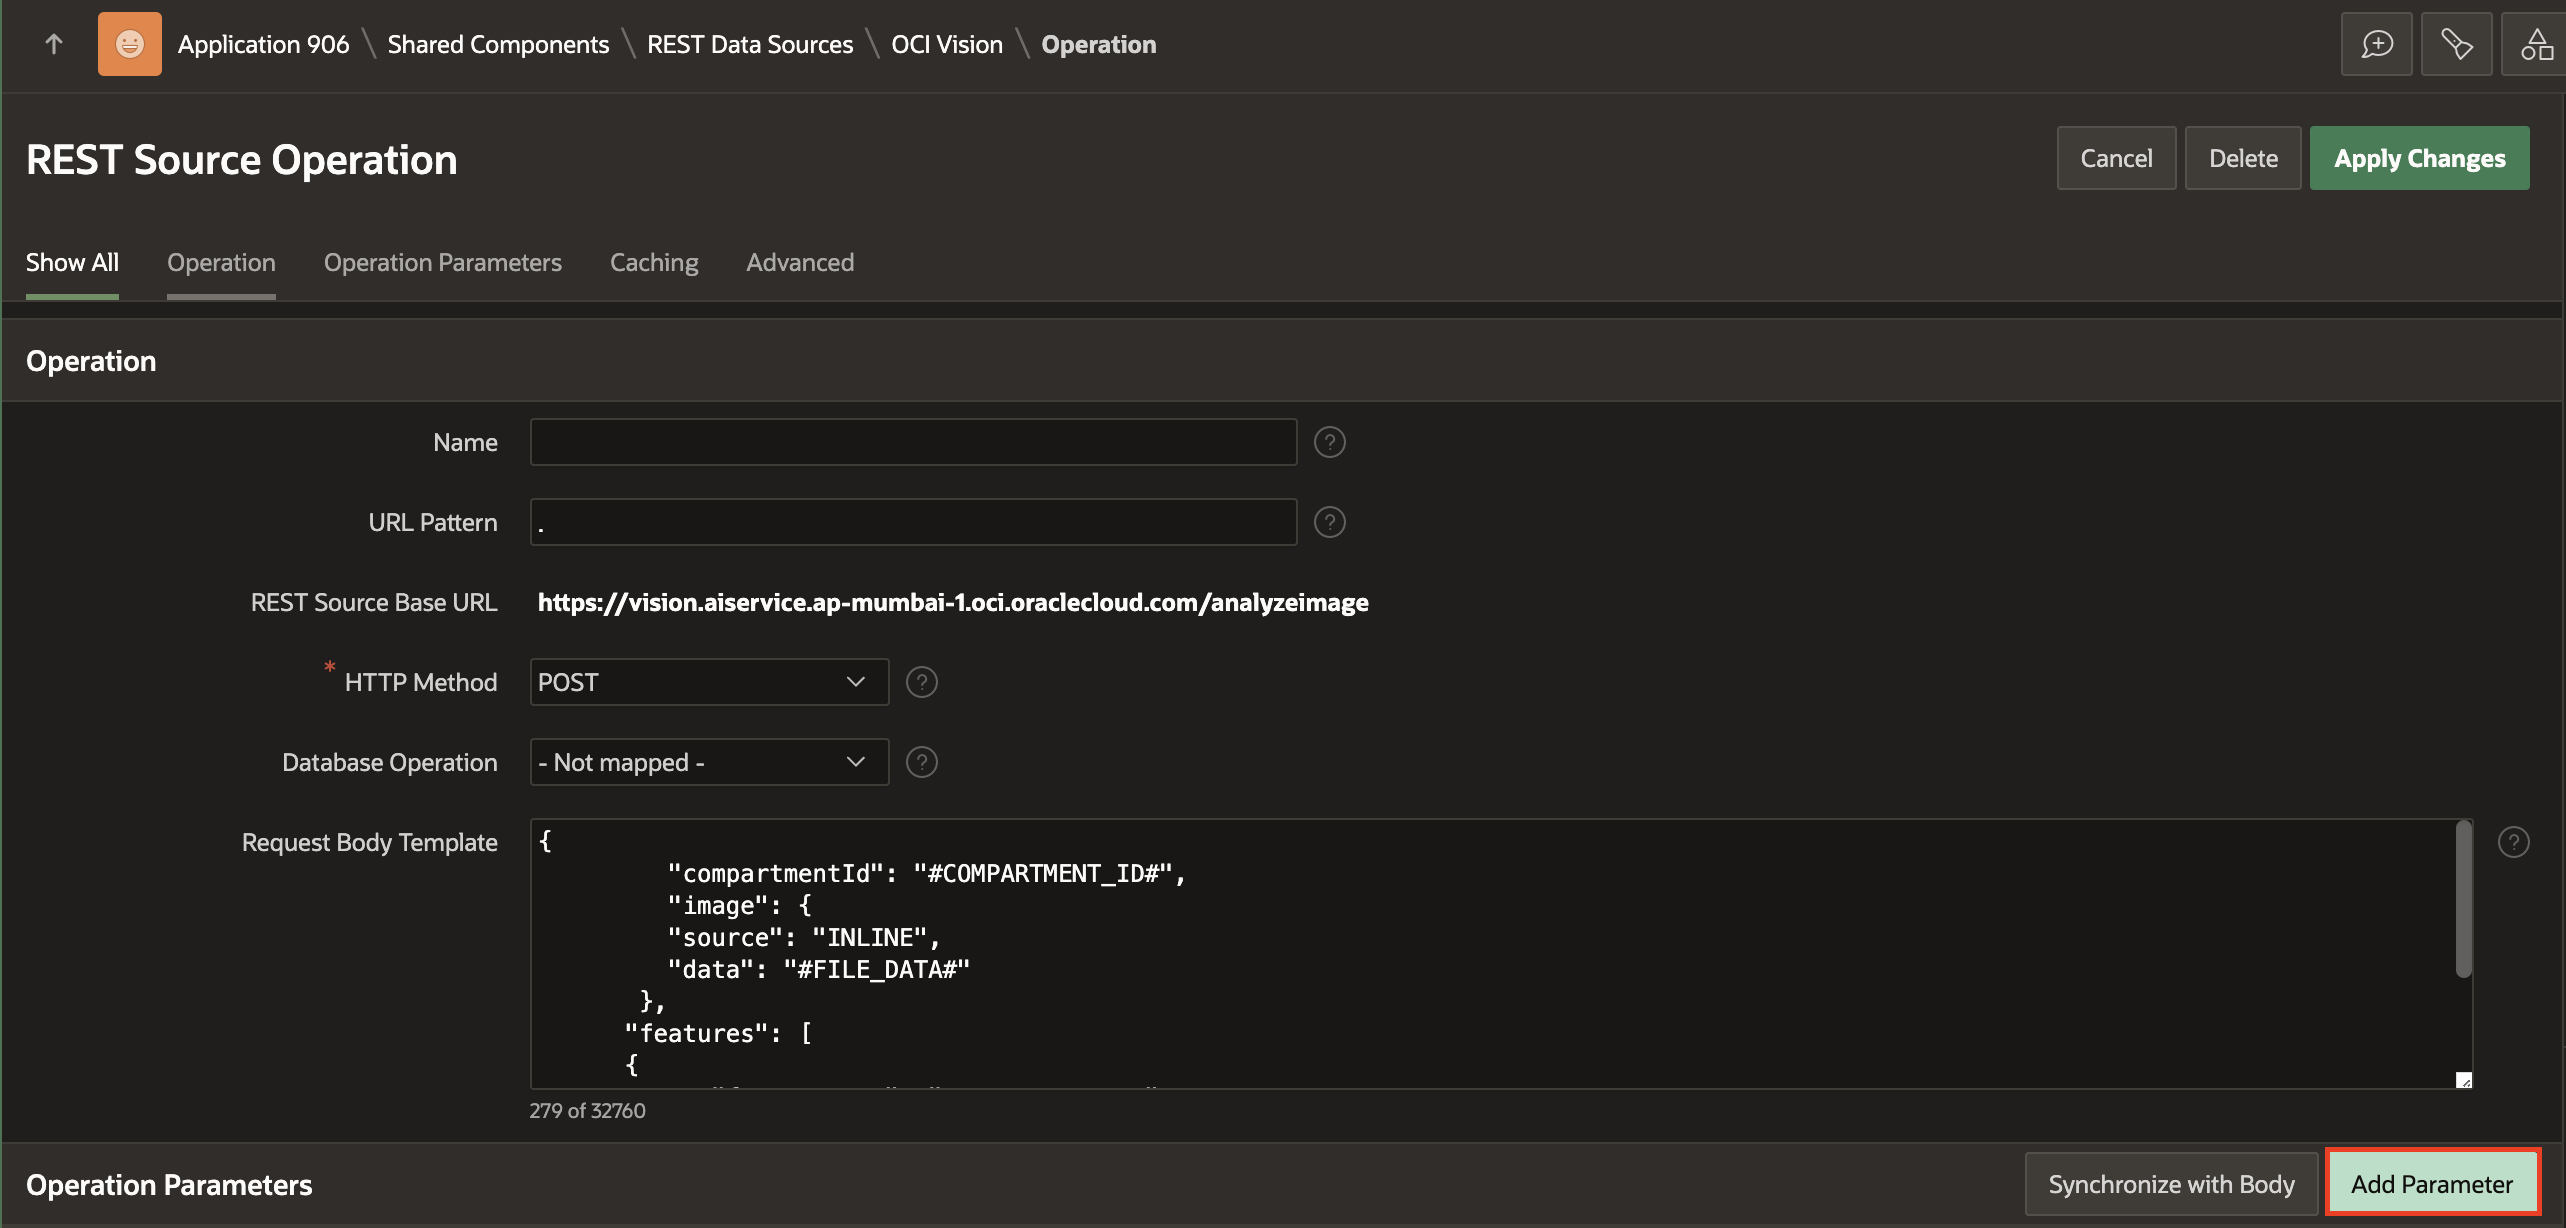 Application 906 \ Shared Components \ REST Data Sources \ OCI Vision \ Operation
REST Source Operation
Cancel Delete Apply Changes
Show All Operation Operation Parameters Caching Advanced
Operation
Name ?
URL Pattern . ?
REST Source Base URL https://vision.aiservice.ap-mumbai-1.oci.oraclecloud.com/analyzeimage
* HTTP Method POST ?
Database Operation - Not mapped - ?
Request Body Template { ?
"compartmentId": "#COMPARTMENT_ID#",
"image": {
"source": "INLINE",
"data": "#FILE_DATA#"
},
"features": [
{
279 of 32760
Operation Parameters Synchronize with Body Add Parameter